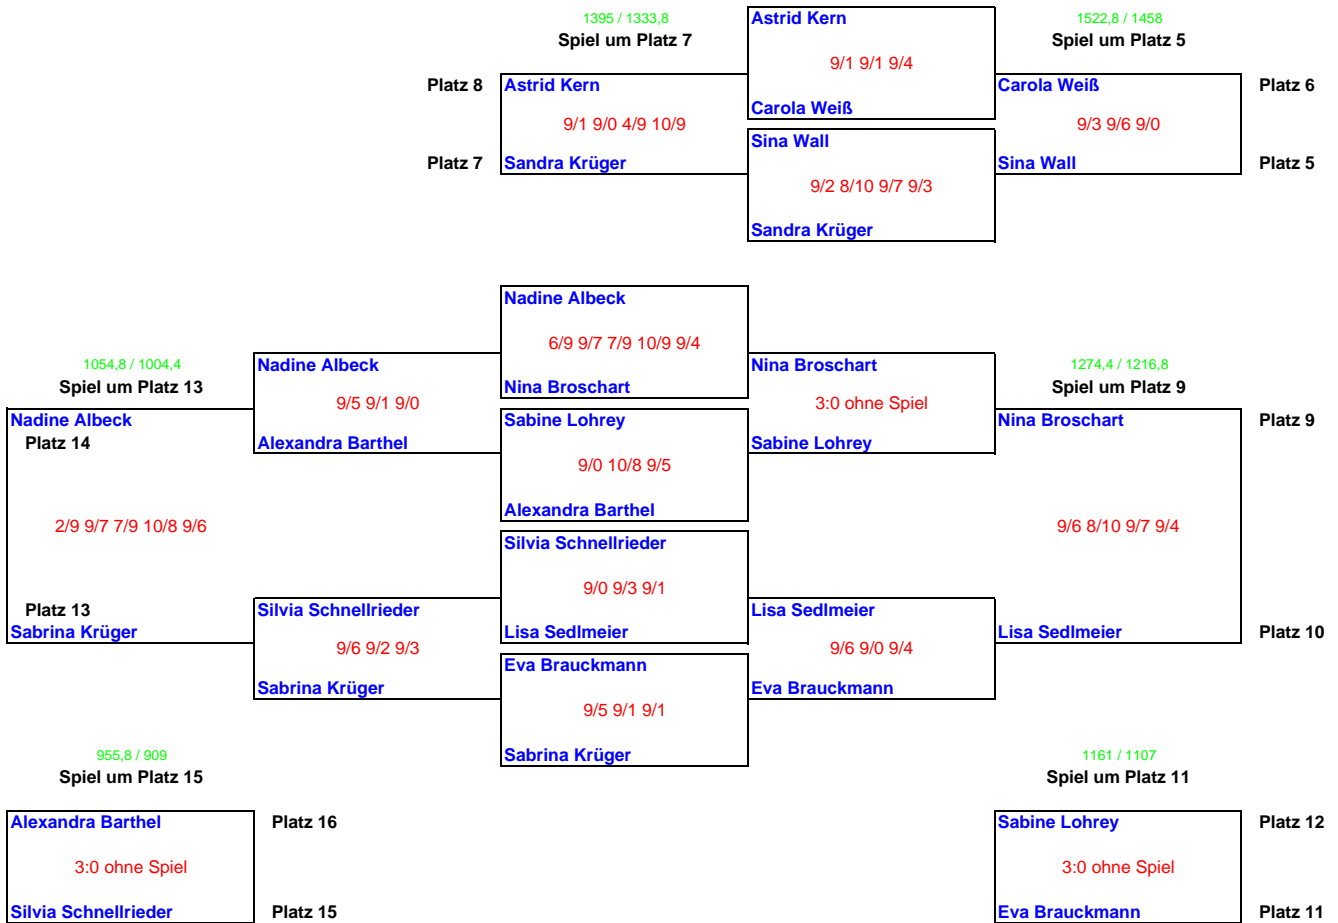 1395 / 1333,8
Spiel um Platz 7
Astrid Kern
1522,8 / 1458
Spiel um Platz 5
9/1 9/1 9/4
Platz 8
Astrid Kern
Carola Weiß
Platz 6
Carola Weiß
9/1 9/0 4/9 10/9
9/3 9/6 9/0
Sina Wall
Platz 7
Sandra Krüger
Sina Wall
Platz 5
9/2 8/10 9/7 9/3
Sandra Krüger
Nadine Albeck
6/9 9/7 7/9 10/9 9/4
1054,8 / 1004,4
Spiel um Platz 13
Nadine Albeck
Nina Broschart
Nina Broschart
1274,4 / 1216,8
Spiel um Platz 9
9/5 9/1 9/0
3:0 ohne Spiel
Nadine Albeck
Platz 14
Sabine Lohrey
Nina Broschart
Platz 9
Alexandra Barthel
Sabine Lohrey
9/0 10/8 9/5
Alexandra Barthel
2/9 9/7 7/9 10/8 9/6
9/6 8/10 9/7 9/4
Silvia Schnellrieder
9/0 9/3 9/1
Platz 13
Sabrina Krüger
Silvia Schnellrieder
Lisa Sedlmeier
Lisa Sedlmeier
Lisa Sedlmeier
Platz 10
9/6 9/2 9/3
9/6 9/0 9/4
Eva Brauckmann
Sabrina Krüger
Eva Brauckmann
9/5 9/1 9/1
Sabrina Krüger
955,8 / 909
Spiel um Platz 15
1161 / 1107
Spiel um Platz 11
Alexandra Barthel
Platz 16
Sabine Lohrey
Platz 12
3:0 ohne Spiel
3:0 ohne Spiel
Silvia Schnellrieder
Platz 15
Eva Brauckmann
Platz 11